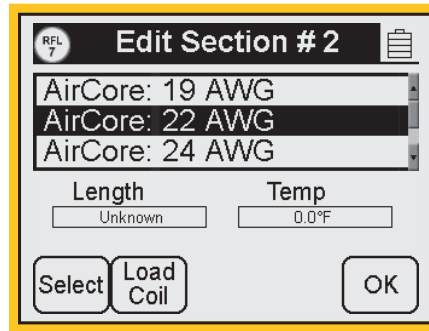 RFL
7
Edit Section # 2
AirCore: 19 AWG
AirCore: 22 AWG
AirCore: 24 AWG
Length Temp
Unknown 0.0°F
Select Load Coil OK